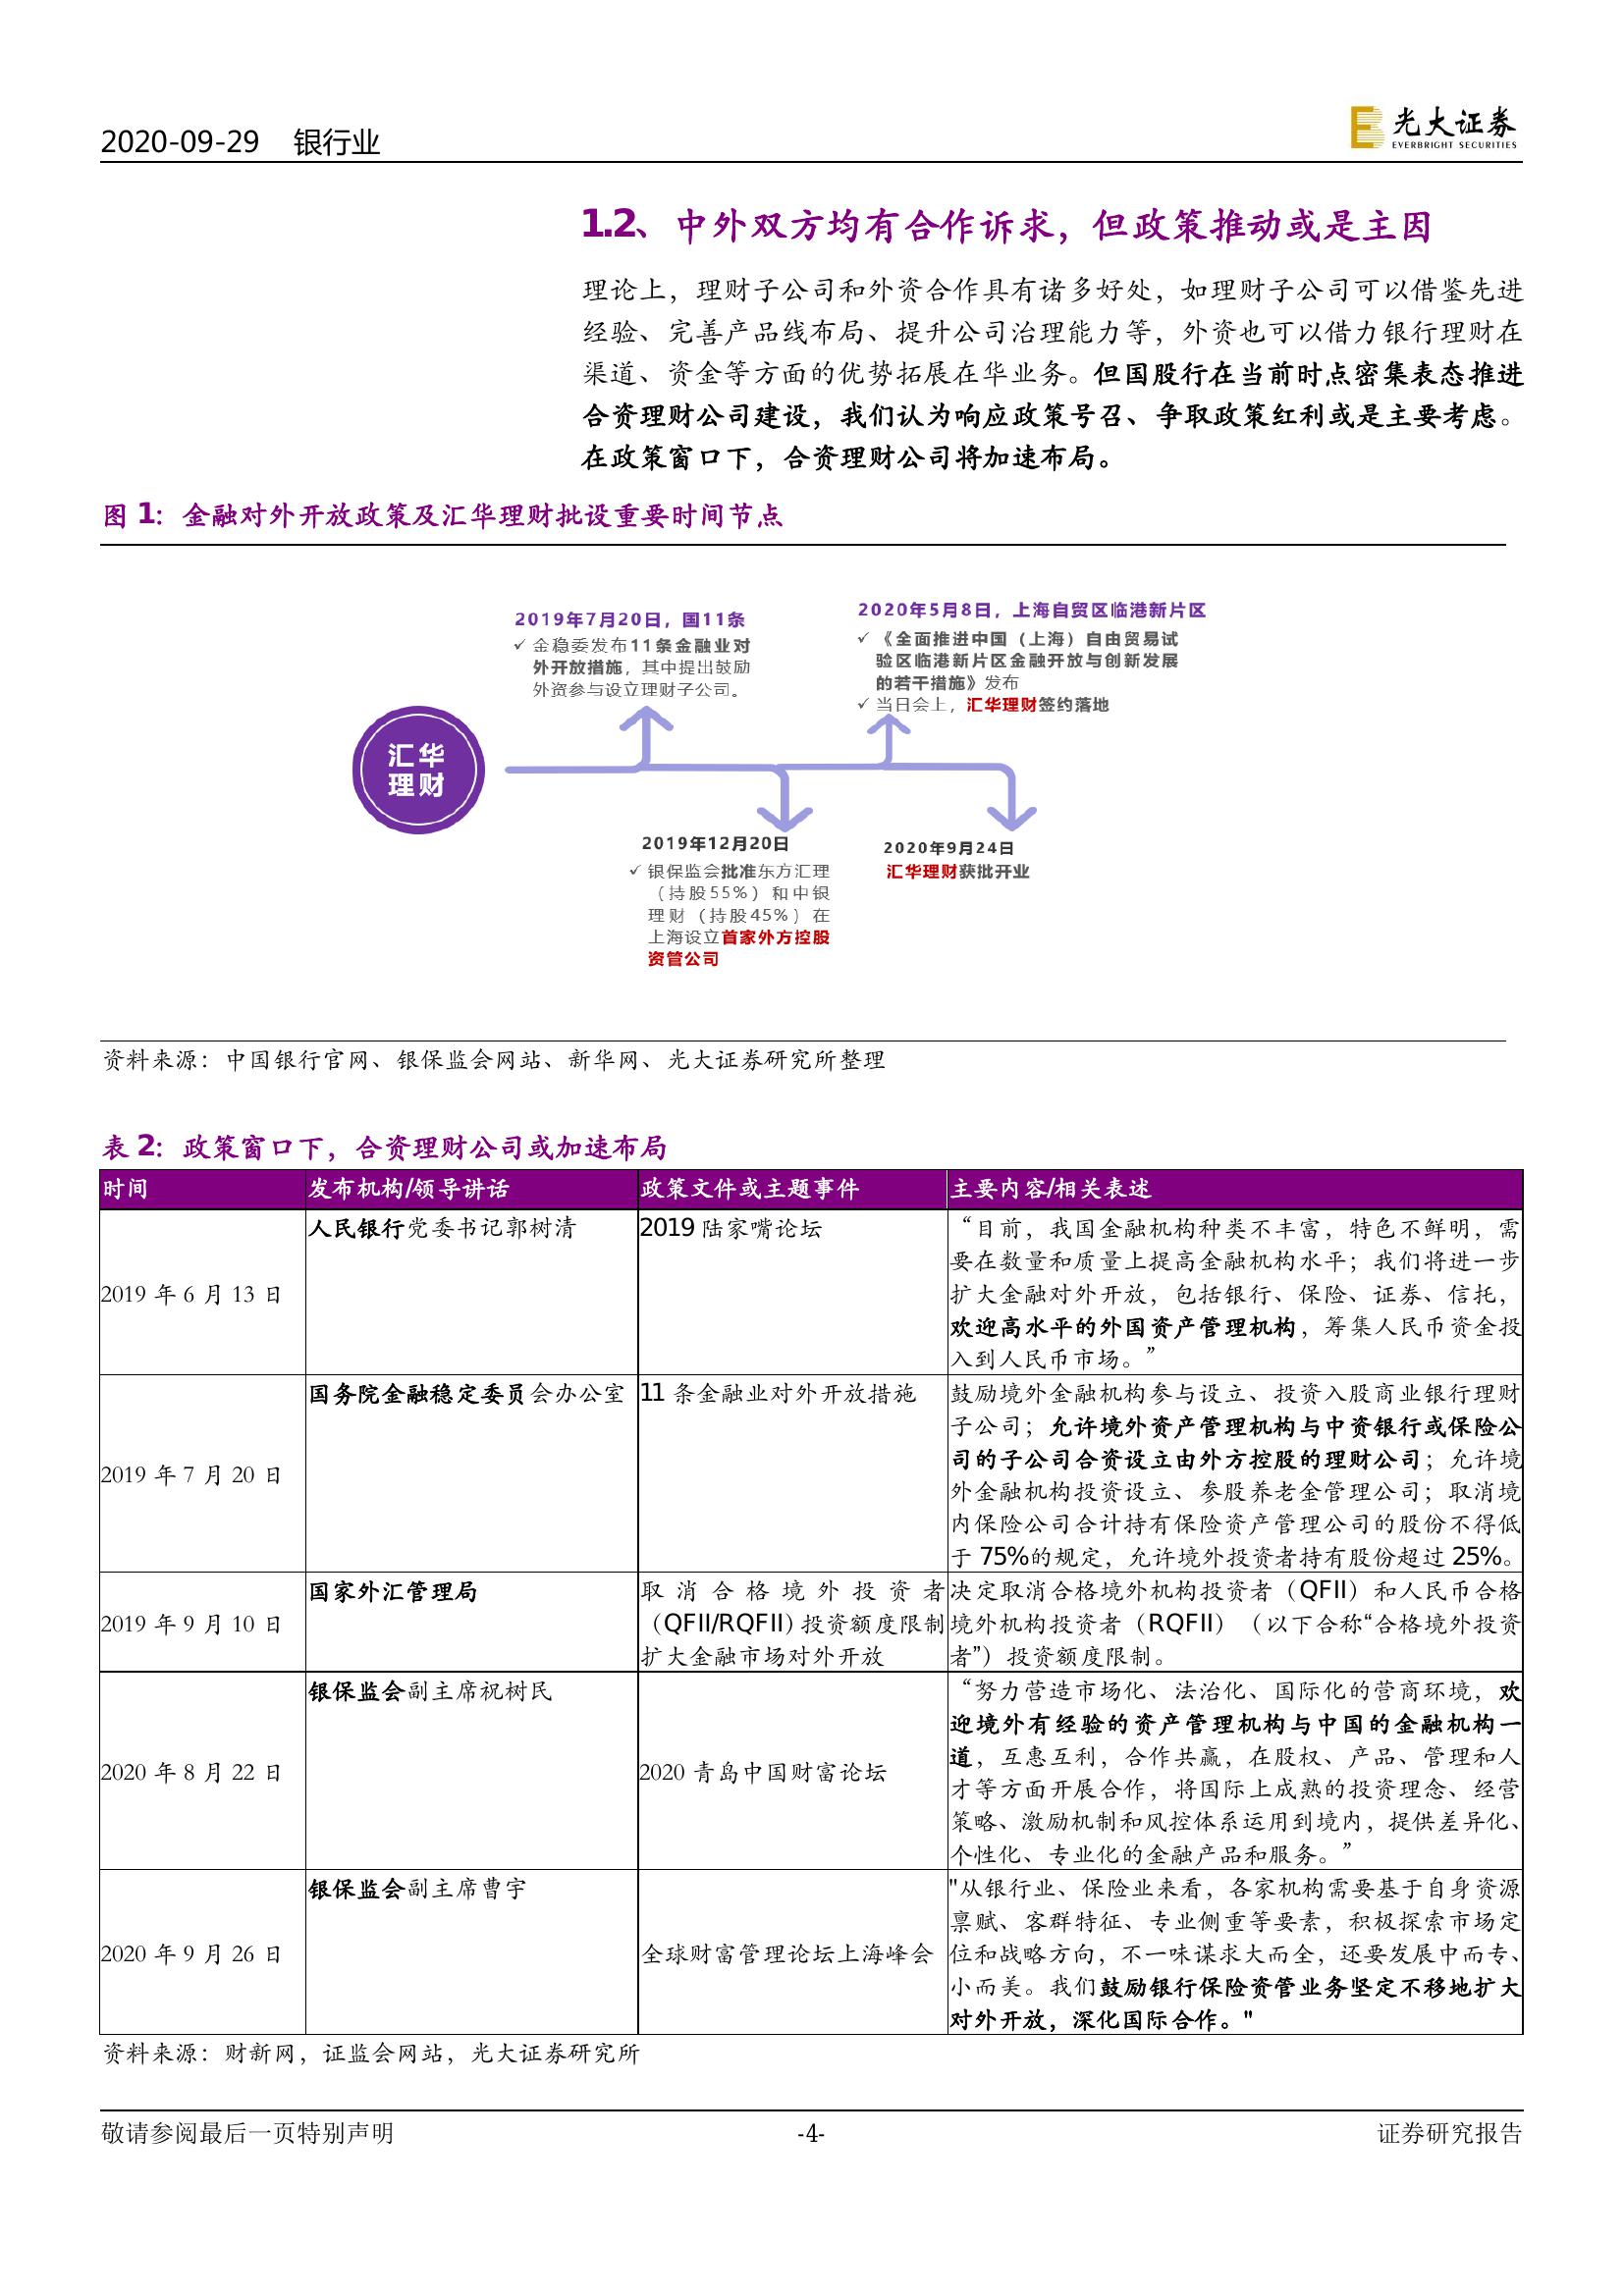 2020-09-29 银行业
光大证券
EVERBRIGHT SECURITIES
1.2、中外双方均有合作诉求，但政策推动或是主因
理论上，理财子公司和外资合作具有诸多好处，如理财子公司可以借鉴先进
经验、完善产品线布局、提升公司治理能力等，外资也可以借力银行理财在
渠道、资金等方面的优势拓展在华业务。但国股行在当前时点密集表态推进
合资理财公司建设，我们认为响应政策号召、争取政策红利或是主要考虑。
在政策窗口下，合资理财公司将加速布局。
图 1：金融对外开放政策及汇华理财批设重要时间节点
汇华
理财
2019年7月20日，国11条
✓ 金稳委发布11条金融业对
外开放措施，其中提出鼓励
外资参与设立理财子公司。
2020年5月8日，上海自贸区临港新片区
✓ 《全面推进中国（上海）自由贸易试
验区临港新片区金融开放与创新发展
的若干措施》发布
✓ 当日会上，汇华理财签约落地
2019年12月20日
✓ 银保监会批准东方汇理
（持股55%）和中银
理财（持股45%）在
上海设立首家外方控股
资管公司
2020年9月24日
汇华理财获批开业
资料来源：中国银行官网、银保监会网站、新华网、光大证券研究所整理
表 2：政策窗口下，合资理财公司或加速布局
时间 发布机构/领导讲话 政策文件或主题事件 主要内容/相关表述
2019 年 6 月 13 日
人民银行党委书记郭树清
2019 陆家嘴论坛
“目前，我国金融机构种类不丰富，特色不鲜明，需
要在数量和质量上提高金融机构水平；我们将进一步
扩大金融对外开放，包括银行、保险、证券、信托，
欢迎高水平的外国资产管理机构，筹集人民币资金投
入到人民币市场。”
2019 年 7 月 20 日
国务院金融稳定委员会办公室
11 条金融业对外开放措施
鼓励境外金融机构参与设立、投资入股商业银行理财
子公司；允许境外资产管理机构与中资银行或保险公
司的子公司合资设立由外方控股的理财公司；允许境
外金融机构投资设立、参股养老金管理公司；取消境
内保险公司合计持有保险资产管理公司的股份不得低
于 75%的规定，允许境外投资者持有股份超过 25%。
2019 年 9 月 10 日
国家外汇管理局
取消合格境外投资者
（QFII/RQFII)投资额度限制
扩大金融市场对外开放
决定取消合格境外机构投资者（QFII）和人民币合格
境外机构投资者（RQFII）（以下合称“合格境外投资
者”）投资额度限制。
2020 年 8 月 22 日
银保监会副主席祝树民
2020 青岛中国财富论坛
“努力营造市场化、法治化、国际化的营商环境，欢
迎境外有经验的资产管理机构与中国的金融机构一
道，互惠互利，合作共赢，在股权、产品、管理和人
才等方面开展合作，将国际上成熟的投资理念、经营
策略、激励机制和风控体系运用到境内，提供差异化、
个性化、专业化的金融产品和服务。”
2020 年 9 月 26 日
银保监会副主席曹宇
全球财富管理论坛上海峰会
"从银行业、保险业来看，各家机构需要基于自身资源
禀赋、客群特征、专业侧重等要素，积极探索市场定
位和战略方向，不一味谋求大而全，还要发展中而专、
小而美。我们鼓励银行保险资管业务坚定不移地扩大
对外开放，深化国际合作。"
资料来源：财新网，证监会网站，光大证券研究所
敬请参阅最后一页特别声明 -4- 证券研究报告